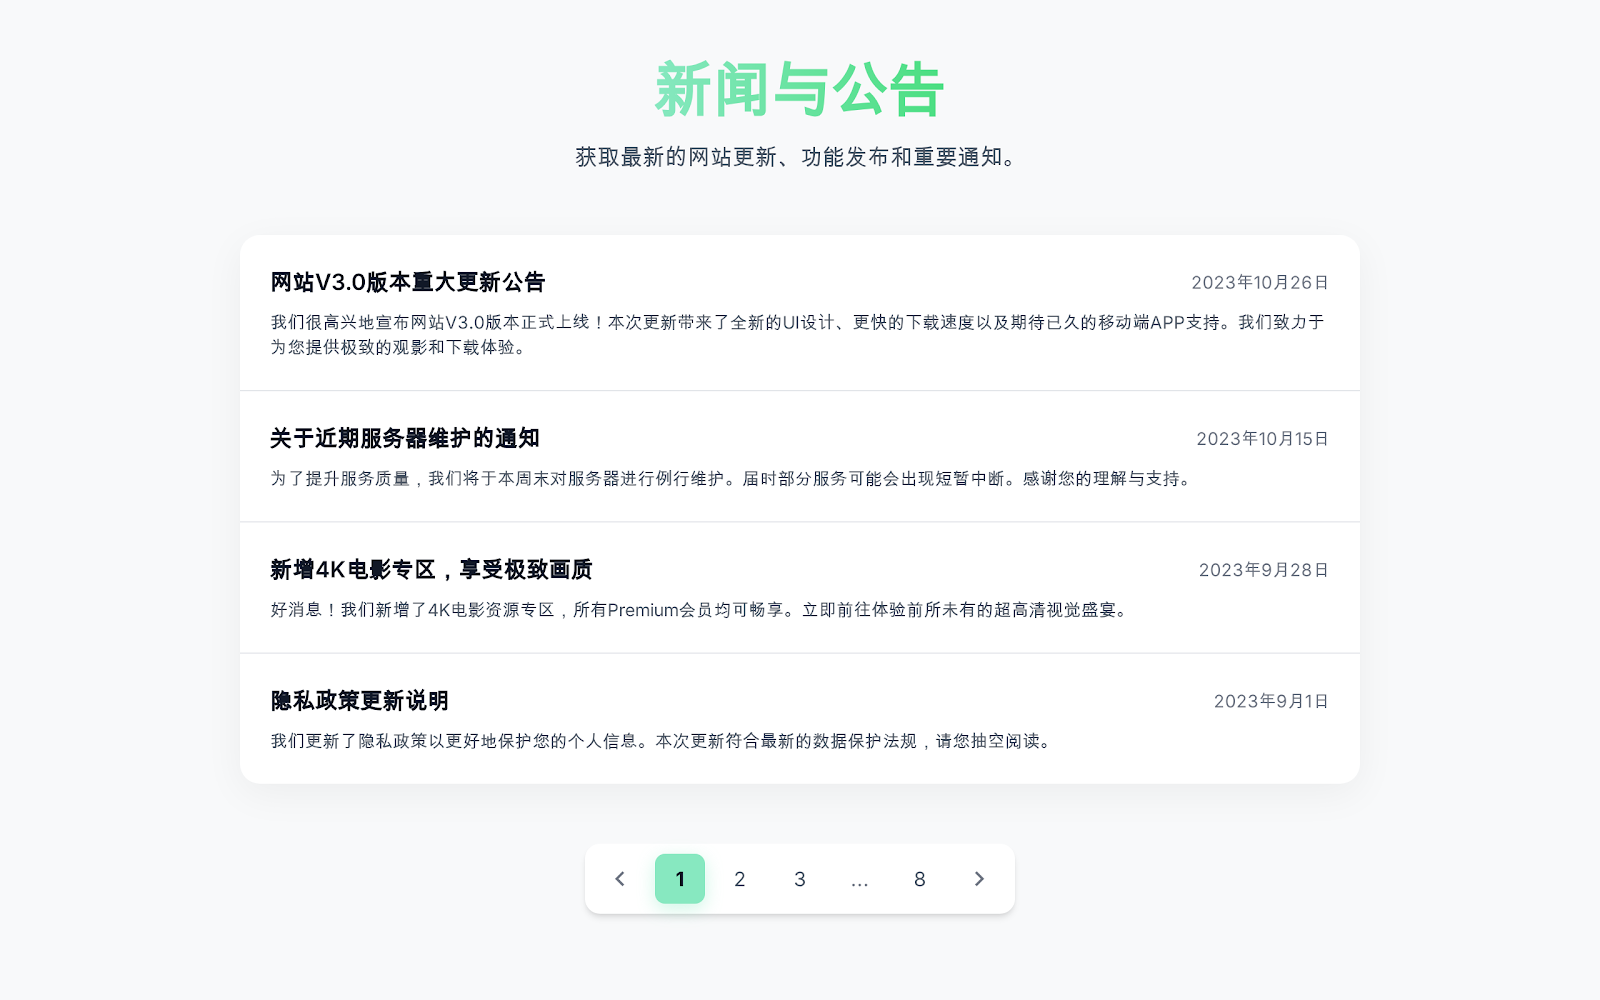 新闻与公告
获取最新的网站更新、功能发布和重要通知。
网站V3.0版本重大更新公告
2023年10月26日
我们很高兴地宣布网站V3.0版本正式上线！本次更新带来了全新的UI设计、更快的下载速度以及期待已久的移动端APP支持。我们致力于
为您提供极致的观影和下载体验。
关于近期服务器维护的通知
2023年10月15日
为了提升服务质量，我们将于本周末对服务器进行例行维护。届时部分服务可能会出现短暂中断。感谢您的理解与支持。
新增4K电影专区，享受极致画质
2023年9月28日
好消息！我们新增了4K电影资源专区，所有Premium会员均可畅享。立即前往体验前所未有的超高清视觉盛宴。
隐私政策更新说明
2023年9月1日
我们更新了隐私政策以更好地保护您的个人信息。本次更新符合最新的数据保护法规，请您抽空阅读。
1 2 3 ... 8